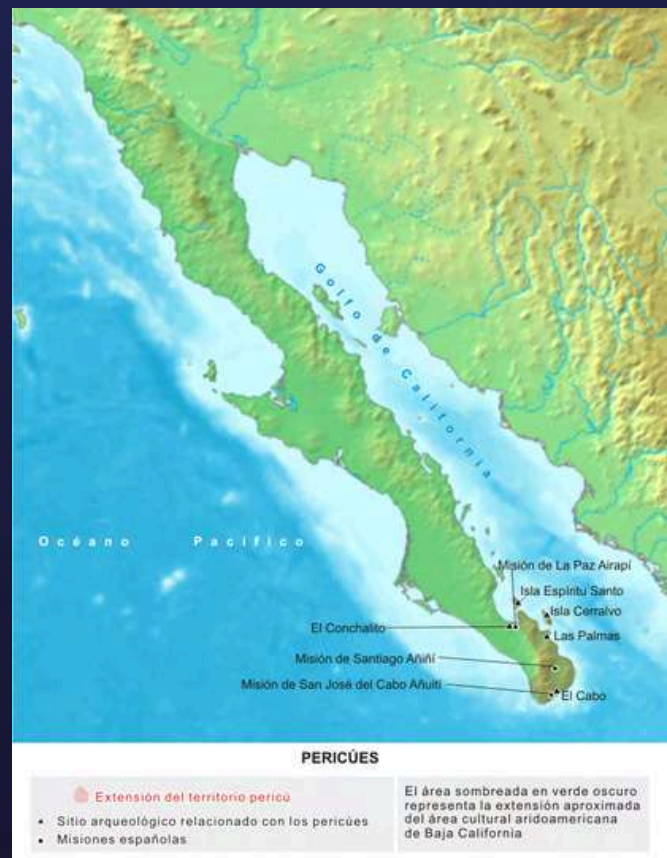 Golfo de California
Océano Pacífico
Misión de La Paz Airapí
Isla Espíritu Santo
Isla Cerralvo
El Conchalito
Las Palmas
Misión de Santiago Añiñí
Misión de San José del Cabo Añuití
El Cabo
PERICÚES
Extensión del territorio pericú
Sitio arqueológico relacionado con los pericúes
Misiones españolas
El área sombreada en verde oscuro
representa la extensión aproximada
del área cultural aridoamericana
de Baja California